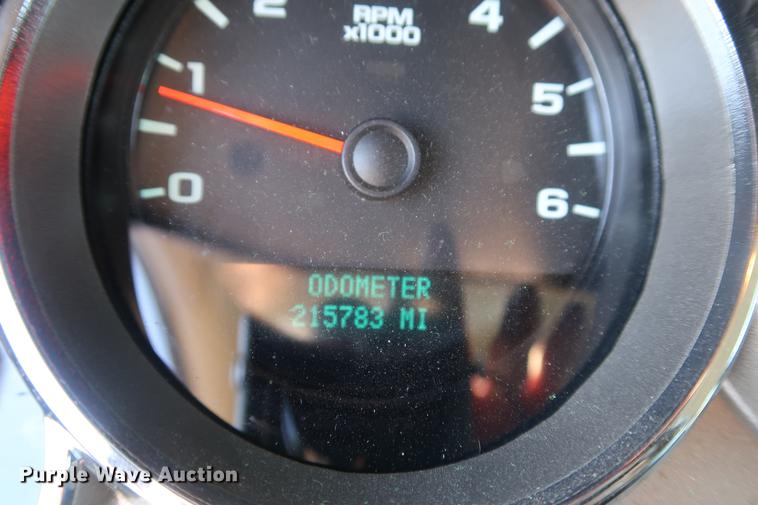 2
RPM
x1000
4
1
5
0
6
ODOMETER
215783 MI
Purple Wave Auction